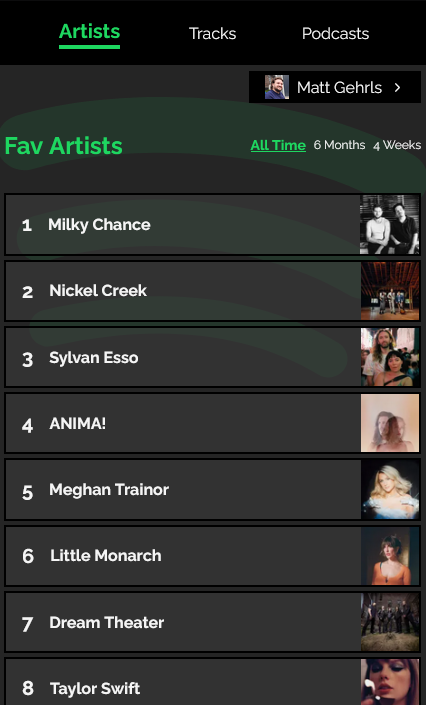 Artists Tracks Podcasts
Matt Gehrls
Fav Artists All Time 6 Months 4 Weeks
1 Milky Chance
2 Nickel Creek
3 Sylvan Esso
4 ANIMA!
5 Meghan Trainor
6 Little Monarch
7 Dream Theater
8 Taylor Swift